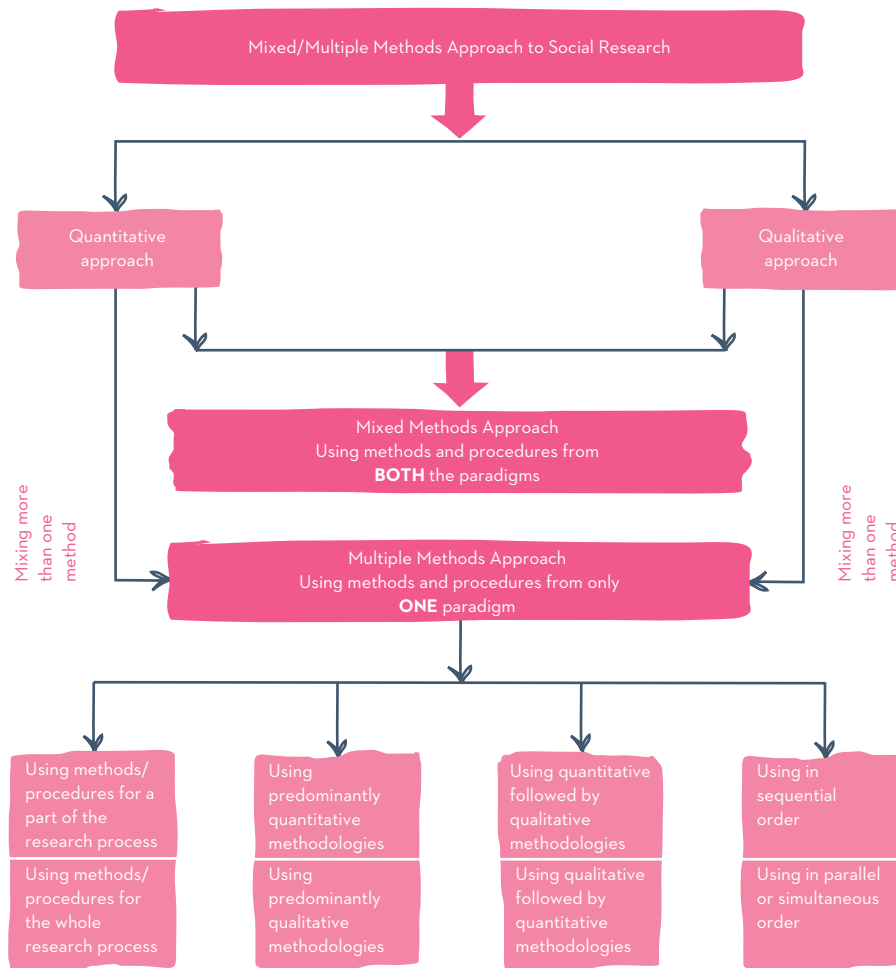 Mixed/Multiple Methods Approach to Social Research
Quantitative
approach
Qualitative
approach
Mixed Methods Approach
Using methods and procedures from
BOTH the paradigms
Mixing more
than one
method
Mixing more
than one
method
Multiple Methods Approach
Using methods and procedures from only
ONE paradigm
Using methods/
procedures for a
part of the
research process
Using methods/
procedures for
the whole
research process
Using
predominantly
quantitative
methodologies
Using
predominantly
qualitative
methodologies
Using quantitative
followed by
qualitative
methodologies
Using qualitative
followed by
quantitative
methodologies
Using in
sequential
order
Using in parallel
or simultaneous
order